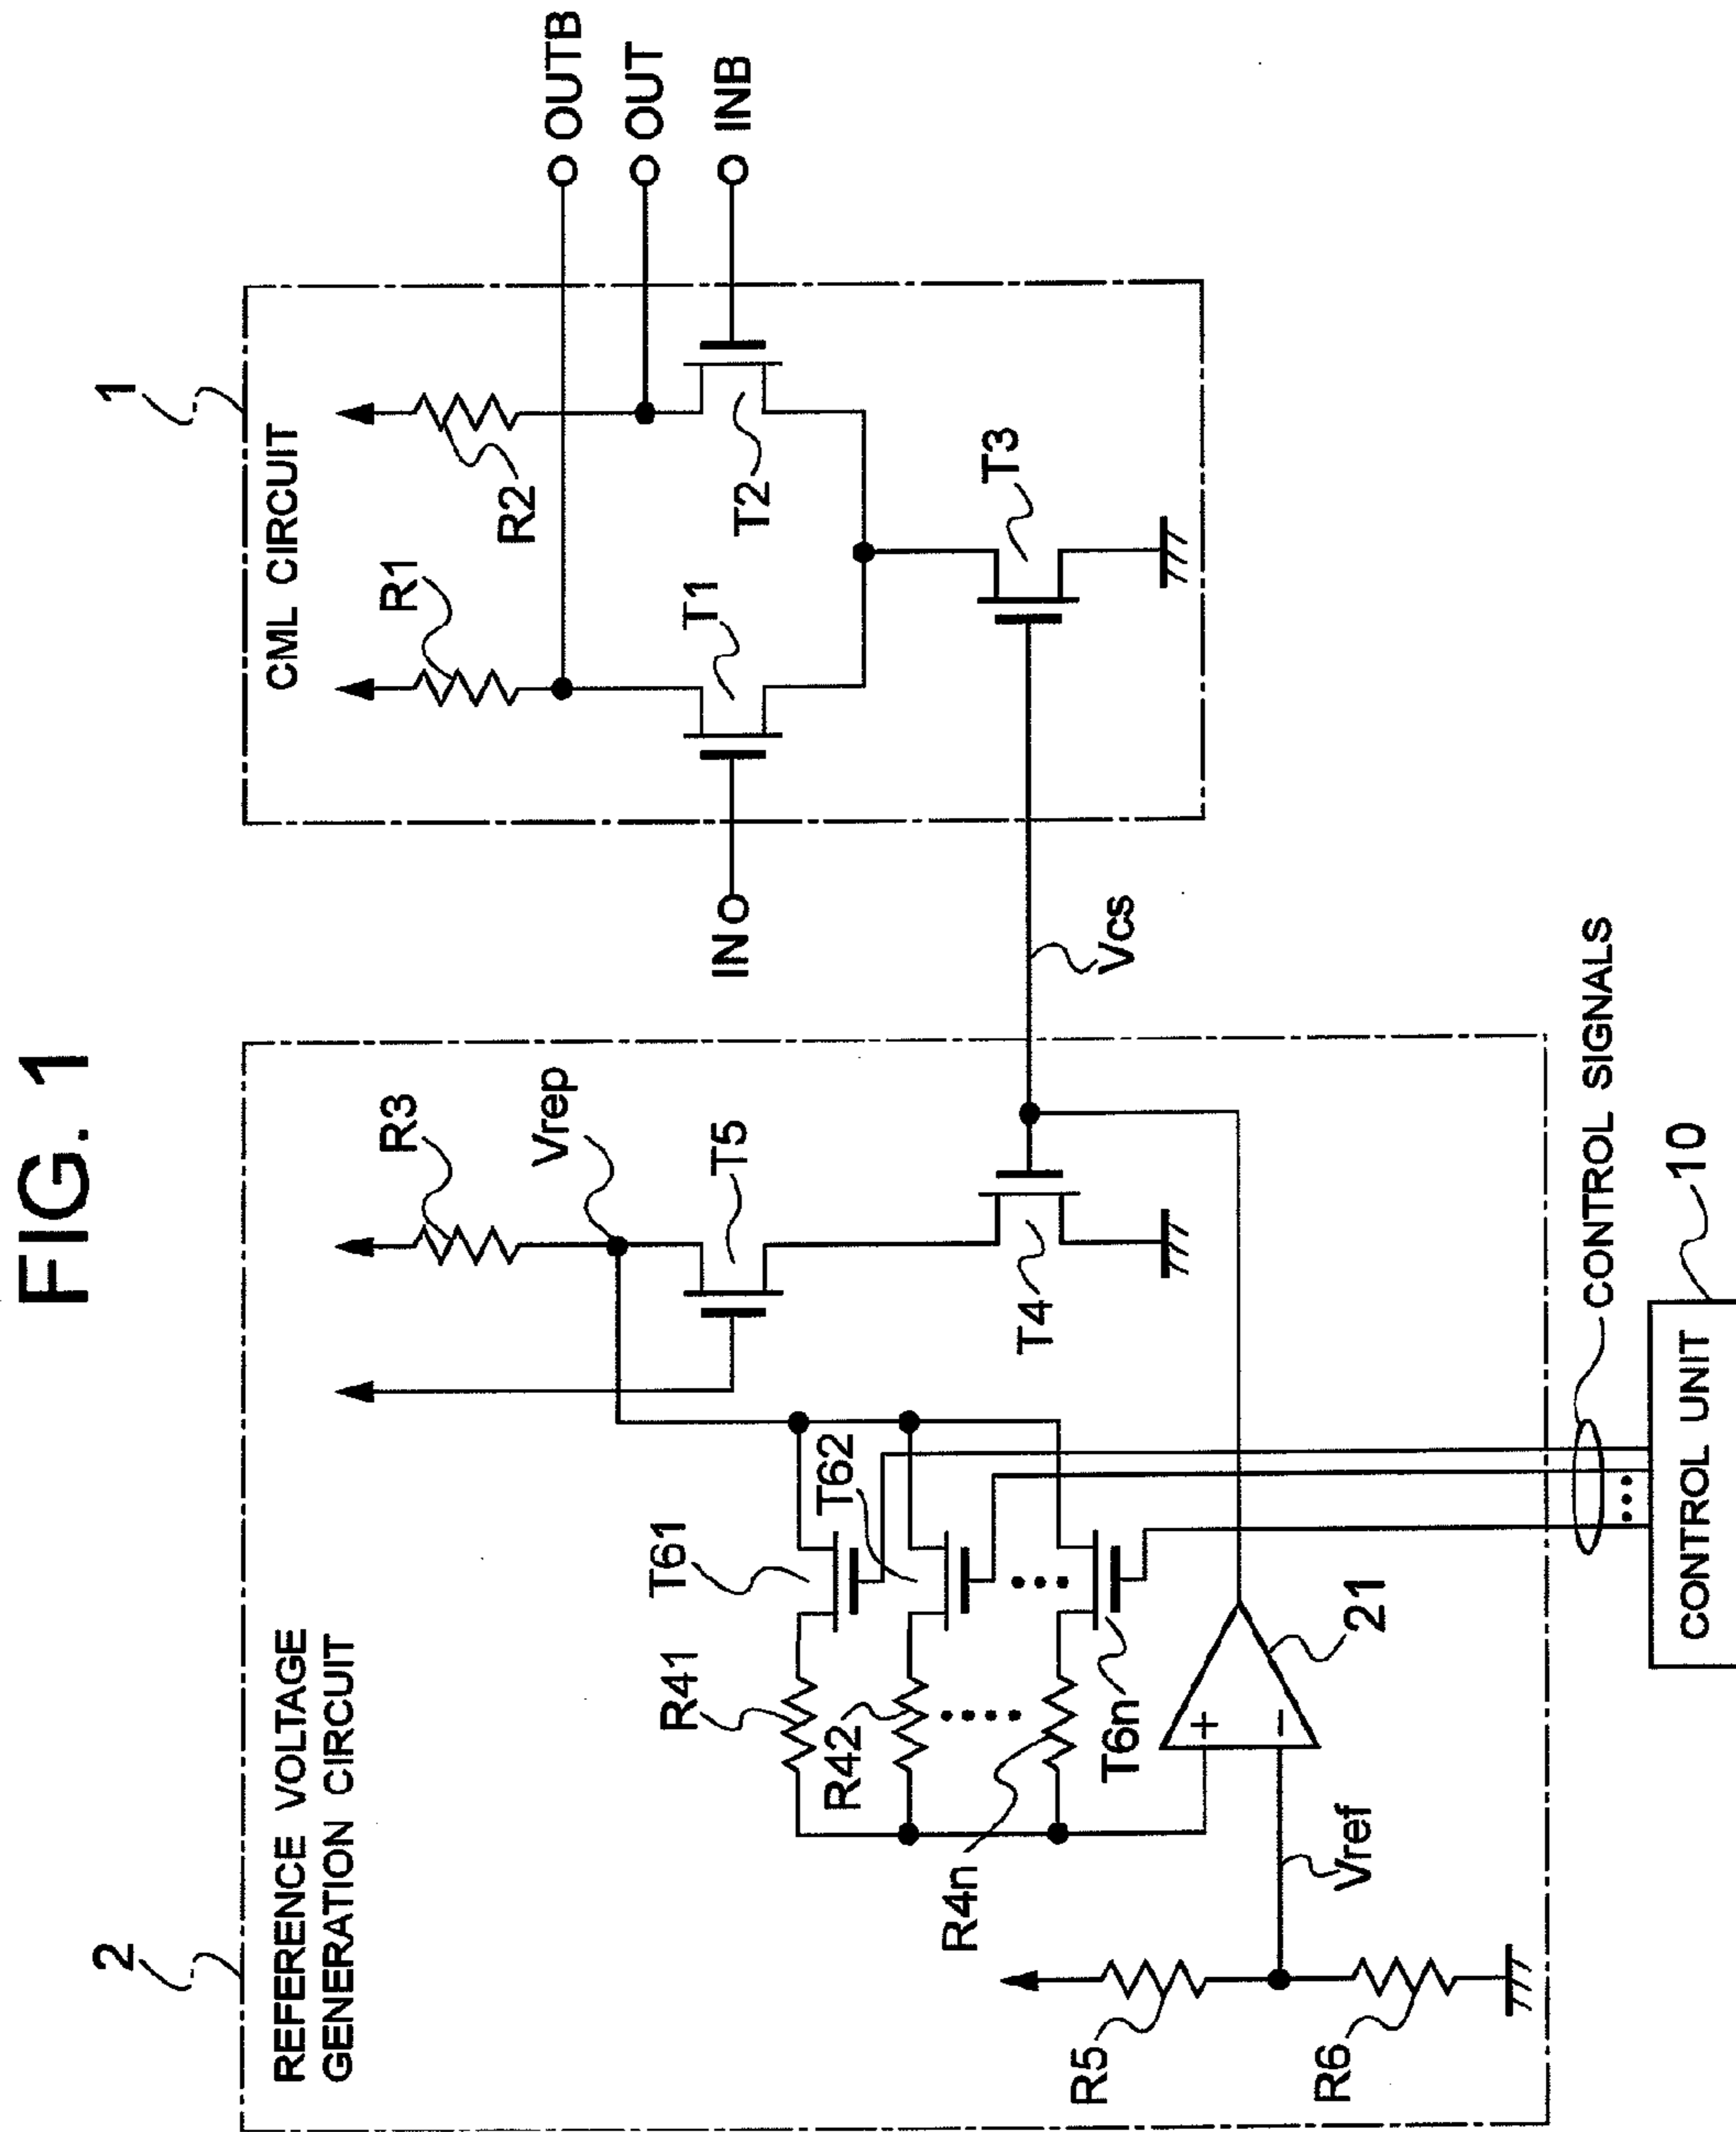 FIG. 1
2
REFERENCE VOLTAGE
GENERATION CIRCUIT
R3
Vrep
T5
T4
T61
T62
T6n
R41
R42
R4n
R5
R6
Vref
+
−
21
Vcs
1
CML CIRCUIT
R1
R2
T1
T2
T3
IN
OUTB
OUT
INB
CONTROL SIGNALS
10
CONTROL UNIT